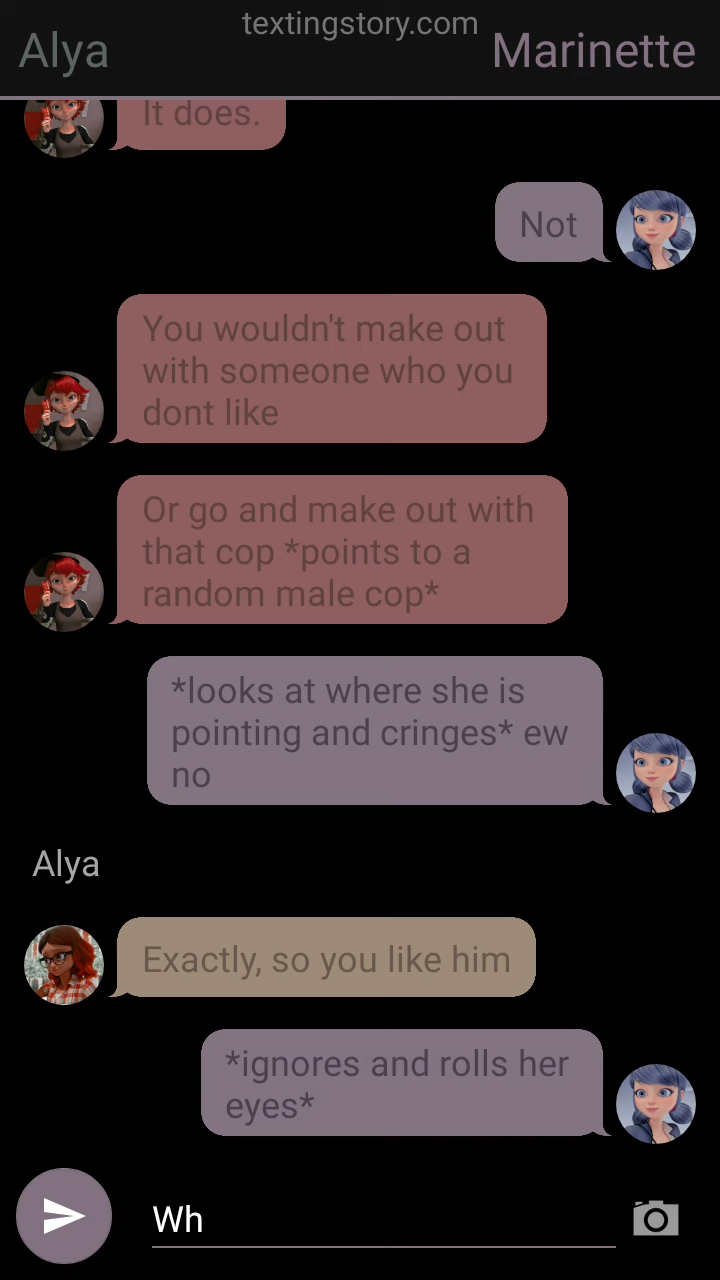 textingstory.com
Alya
Marinette
It does.
Not
You wouldn't make out
with someone who you
dont like
Or go and make out with
that cop *points to a
random male cop*
*looks at where she is
pointing and cringes* ew
no
Alya
Exactly, so you like him
*ignores and rolls her
eyes*
Wh